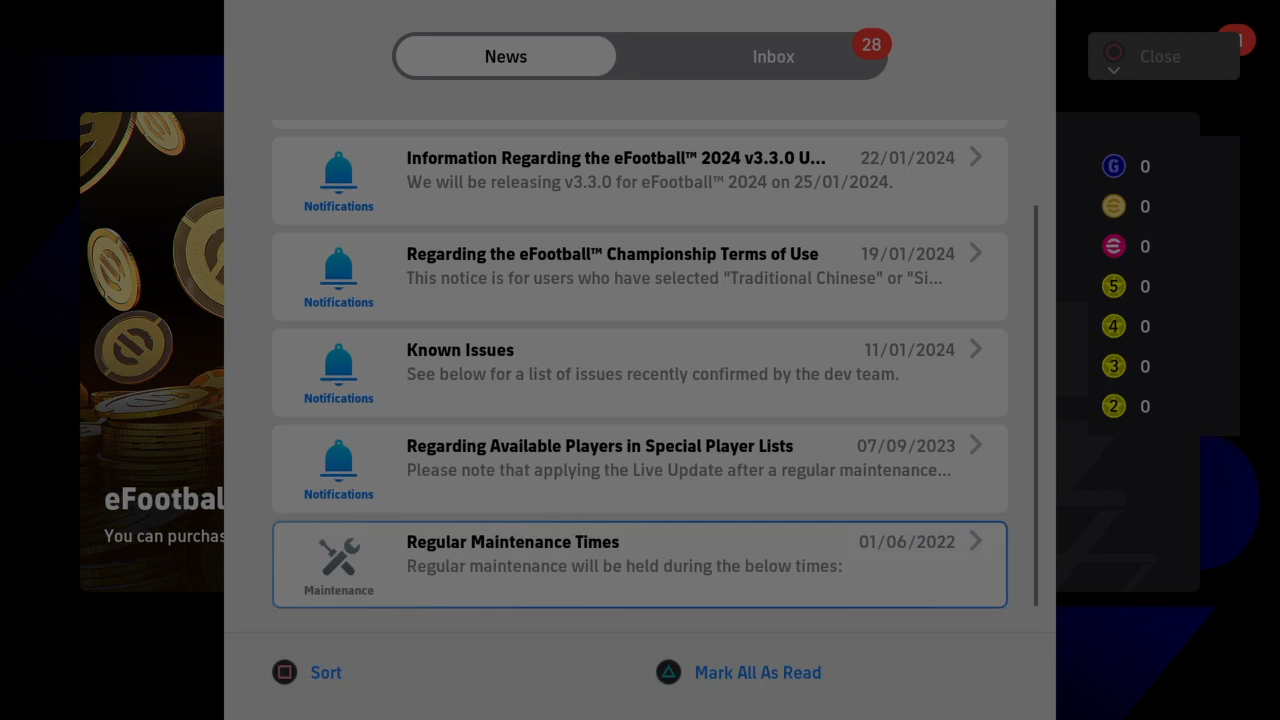 News
Inbox
28
Close
Information Regarding the eFootball™ 2024 v3.3.0 U...
22/01/2024
We will be releasing v3.3.0 for eFootball™ 2024 on 25/01/2024.
Notifications
Regarding the eFootball™ Championship Terms of Use
19/01/2024
This notice is for users who have selected "Traditional Chinese" or "Si...
Notifications
Known Issues
11/01/2024
See below for a list of issues recently confirmed by the dev team.
Notifications
Regarding Available Players in Special Player Lists
07/09/2023
Please note that applying the Live Update after a regular maintenance...
Notifications
Regular Maintenance Times
01/06/2022
Regular maintenance will be held during the below times:
Maintenance
Sort
Mark All As Read
eFootbal
You can purchas
G 0
0
0
5 0
4 0
3 0
2 0